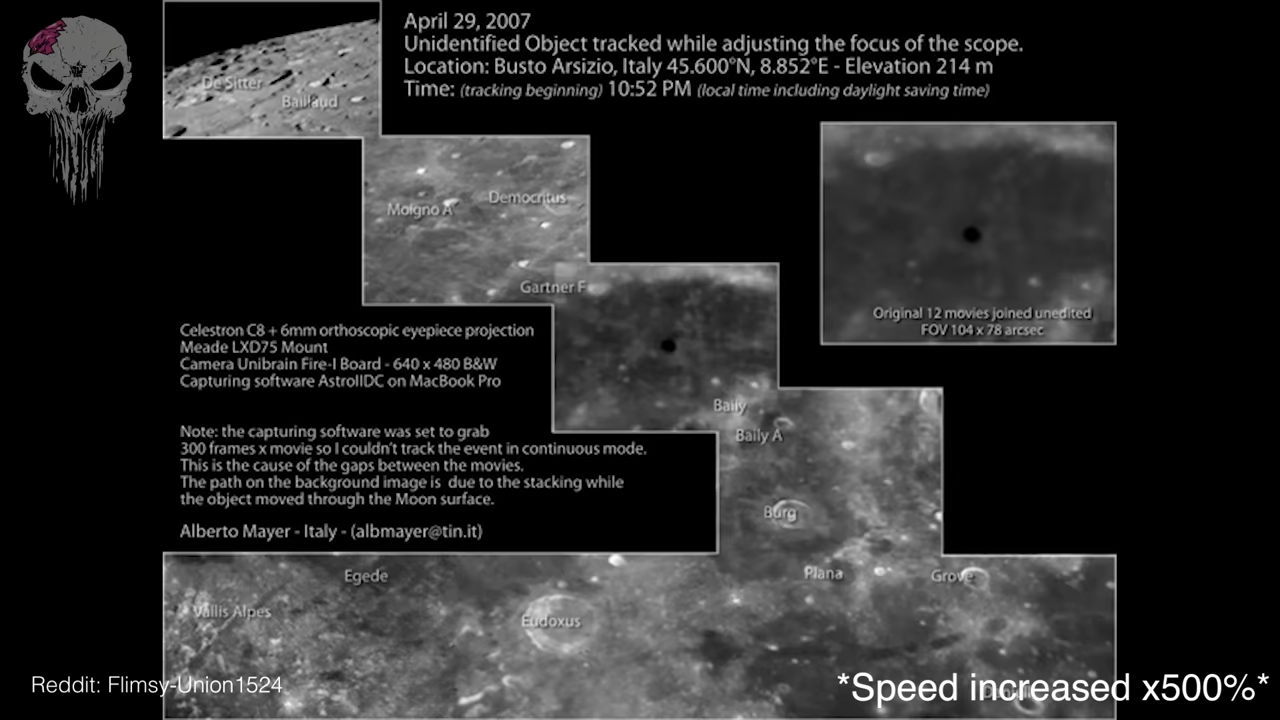 April 29, 2007
Unidentified Object tracked while adjusting the focus of the scope.
Location: Busto Arsizio, Italy 45.600°N, 8.852°E - Elevation 214 m
Time: (tracking beginning) 10:52 PM (local time including daylight saving time)
De Sitter
Baillaud
Democritus
Moigno A
Gartner F
Original 12 movies joined unedited
FOV 104 x 78 arcsec
Celestron C8 + 6mm orthoscopic eyepiece projection
Meade LXD75 Mount
Camera Unibrain Fire-I Board - 640 x 480 B&W
Capturing software AstroIIDC on MacBook Pro
Baily
Baily A
Note: the capturing software was set to grab
300 frames x movie so I couldn't track the event in continuous mode.
This is the cause of the gaps between the movies.
The path on the background image is due to the stacking while
the object moved through the Moon surface.
Burg
Alberto Mayer - Italy - (albmayer@tin.it)
Egede
Plana
Grove
Vallis Alpes
Eudoxus
Reddit: Flimsy-Union1524
*Speed increased x500%*